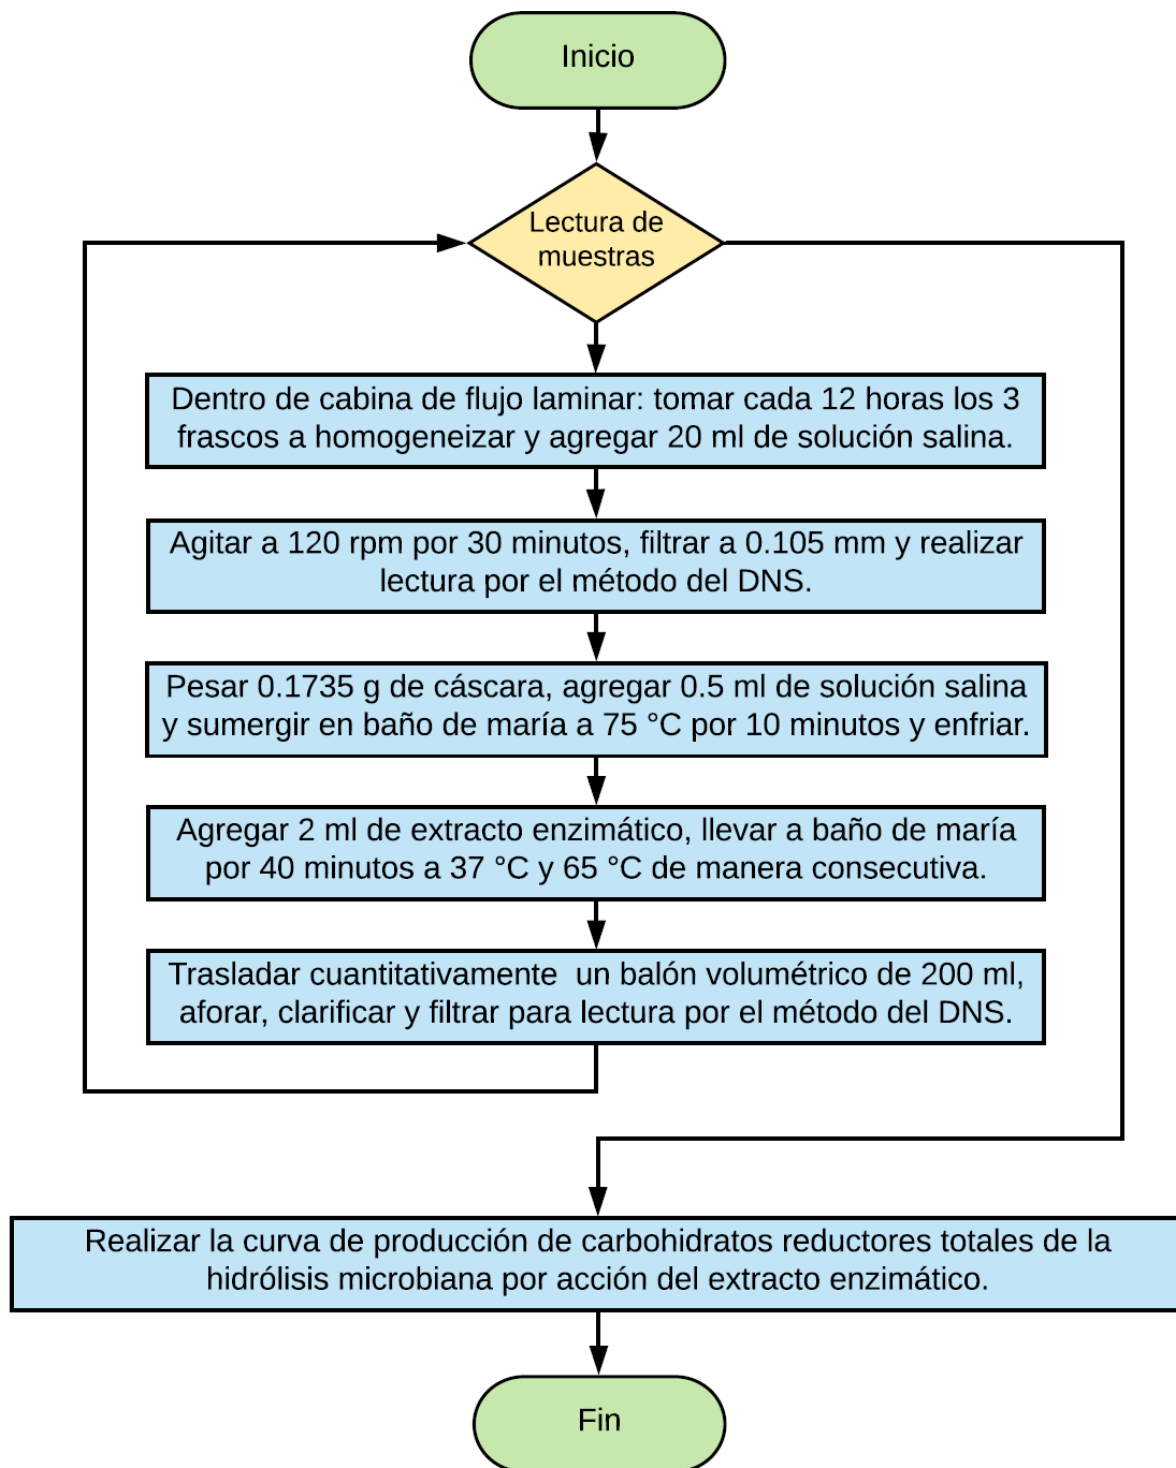 Inicio
Lectura de
muestras
Dentro de cabina de flujo laminar: tomar cada 12 horas los 3
frascos a homogeneizar y agregar 20 ml de solución salina.
Agitar a 120 rpm por 30 minutos, filtrar a 0.105 mm y realizar
lectura por el método del DNS.
Pesar 0.1735 g de cáscara, agregar 0.5 ml de solución salina
y sumergir en baño de maría a 75 °C por 10 minutos y enfriar.
Agregar 2 ml de extracto enzimático, llevar a baño de maría
por 40 minutos a 37 °C y 65 °C de manera consecutiva.
Trasladar cuantitativamente un balón volumétrico de 200 ml,
aforar, clarificar y filtrar para lectura por el método del DNS.
Realizar la curva de producción de carbohidratos reductores totales de la
hidrólisis microbiana por acción del extracto enzimático.
Fin